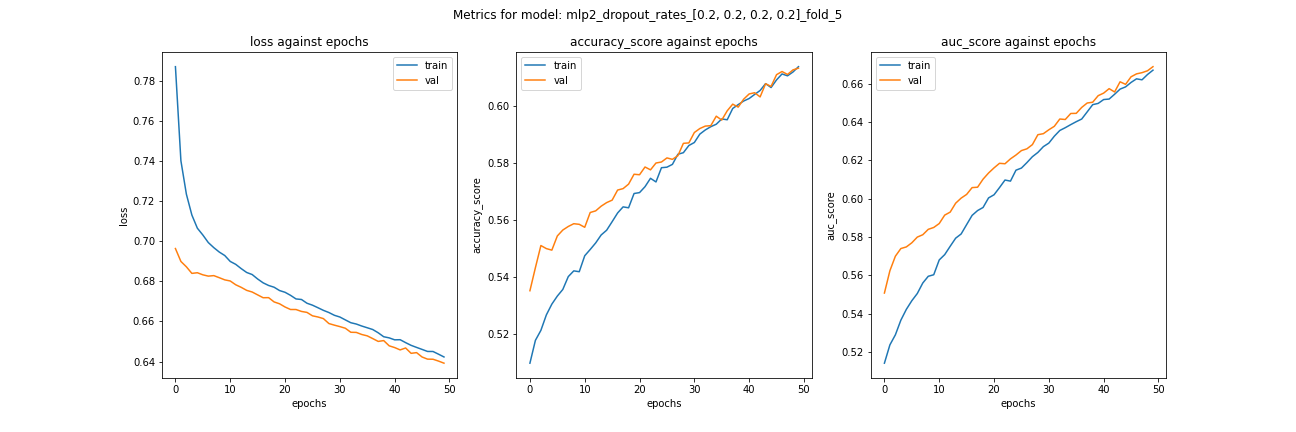 Metrics for model: mlp2_dropout_rates_[0.2, 0.2, 0.2, 0.2]_fold_5
loss against epochs
train
val
0.78
0.76
0.74
0.72
0.70
0.68
0.66
0.64
loss
0 10 20 30 40 50
epochs
accuracy_score against epochs
train
val
0.60
0.58
0.56
0.54
0.52
accuracy_score
0 10 20 30 40 50
epochs
auc_score against epochs
train
val
0.66
0.64
0.62
0.60
0.58
0.56
0.54
0.52
auc_score
0 10 20 30 40 50
epochs